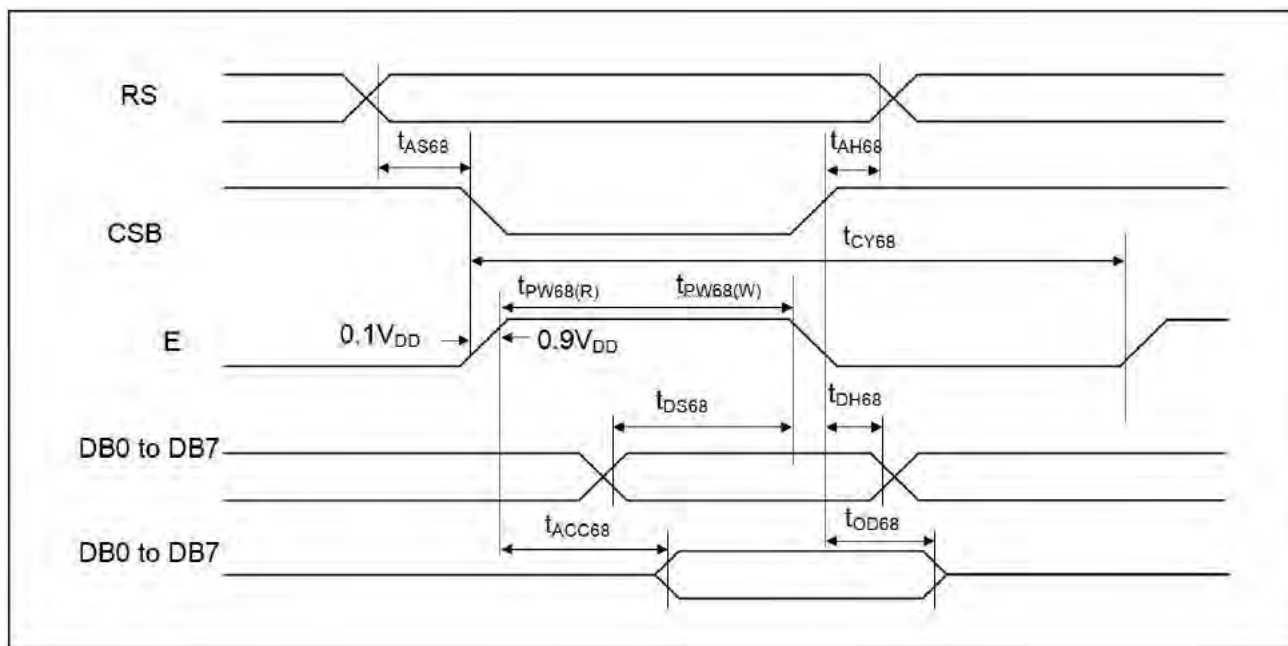 RS
tAS68
tAH68
CSB
tCY68
tPW68(R)
tPW68(W)
E
0.1VDD
0.9VDD
tDS68
tDH68
DB0 to DB7
tACC68
tOD68
DB0 to DB7